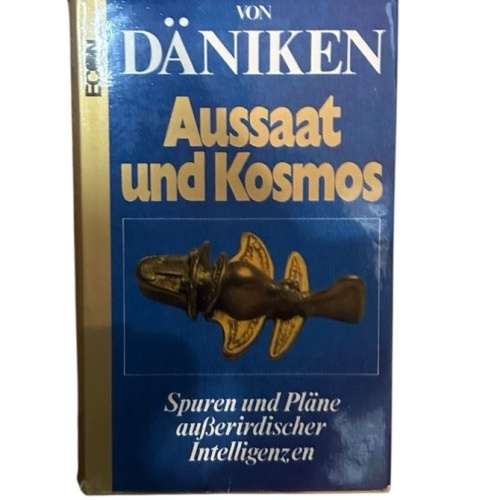 VON
DÄNIKEN
ECON
Aussaat
und Kosmos
Spuren und Pläne
außerirdischer
Intelligenzen